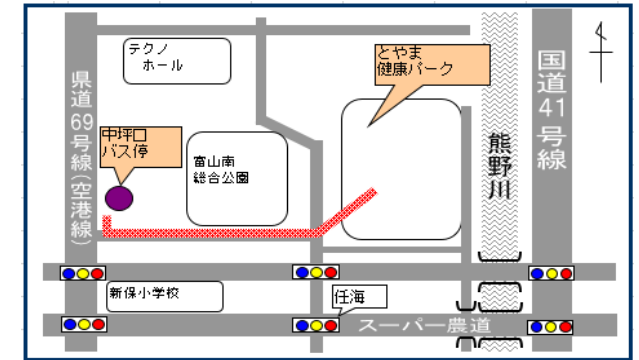 テクノ
ホール
とやま
健康パーク
国道41号線
県道69号線(空港線)
中坪口
バス停
富山南
総合公園
熊野川
新保小学校
任海
スーパー農道